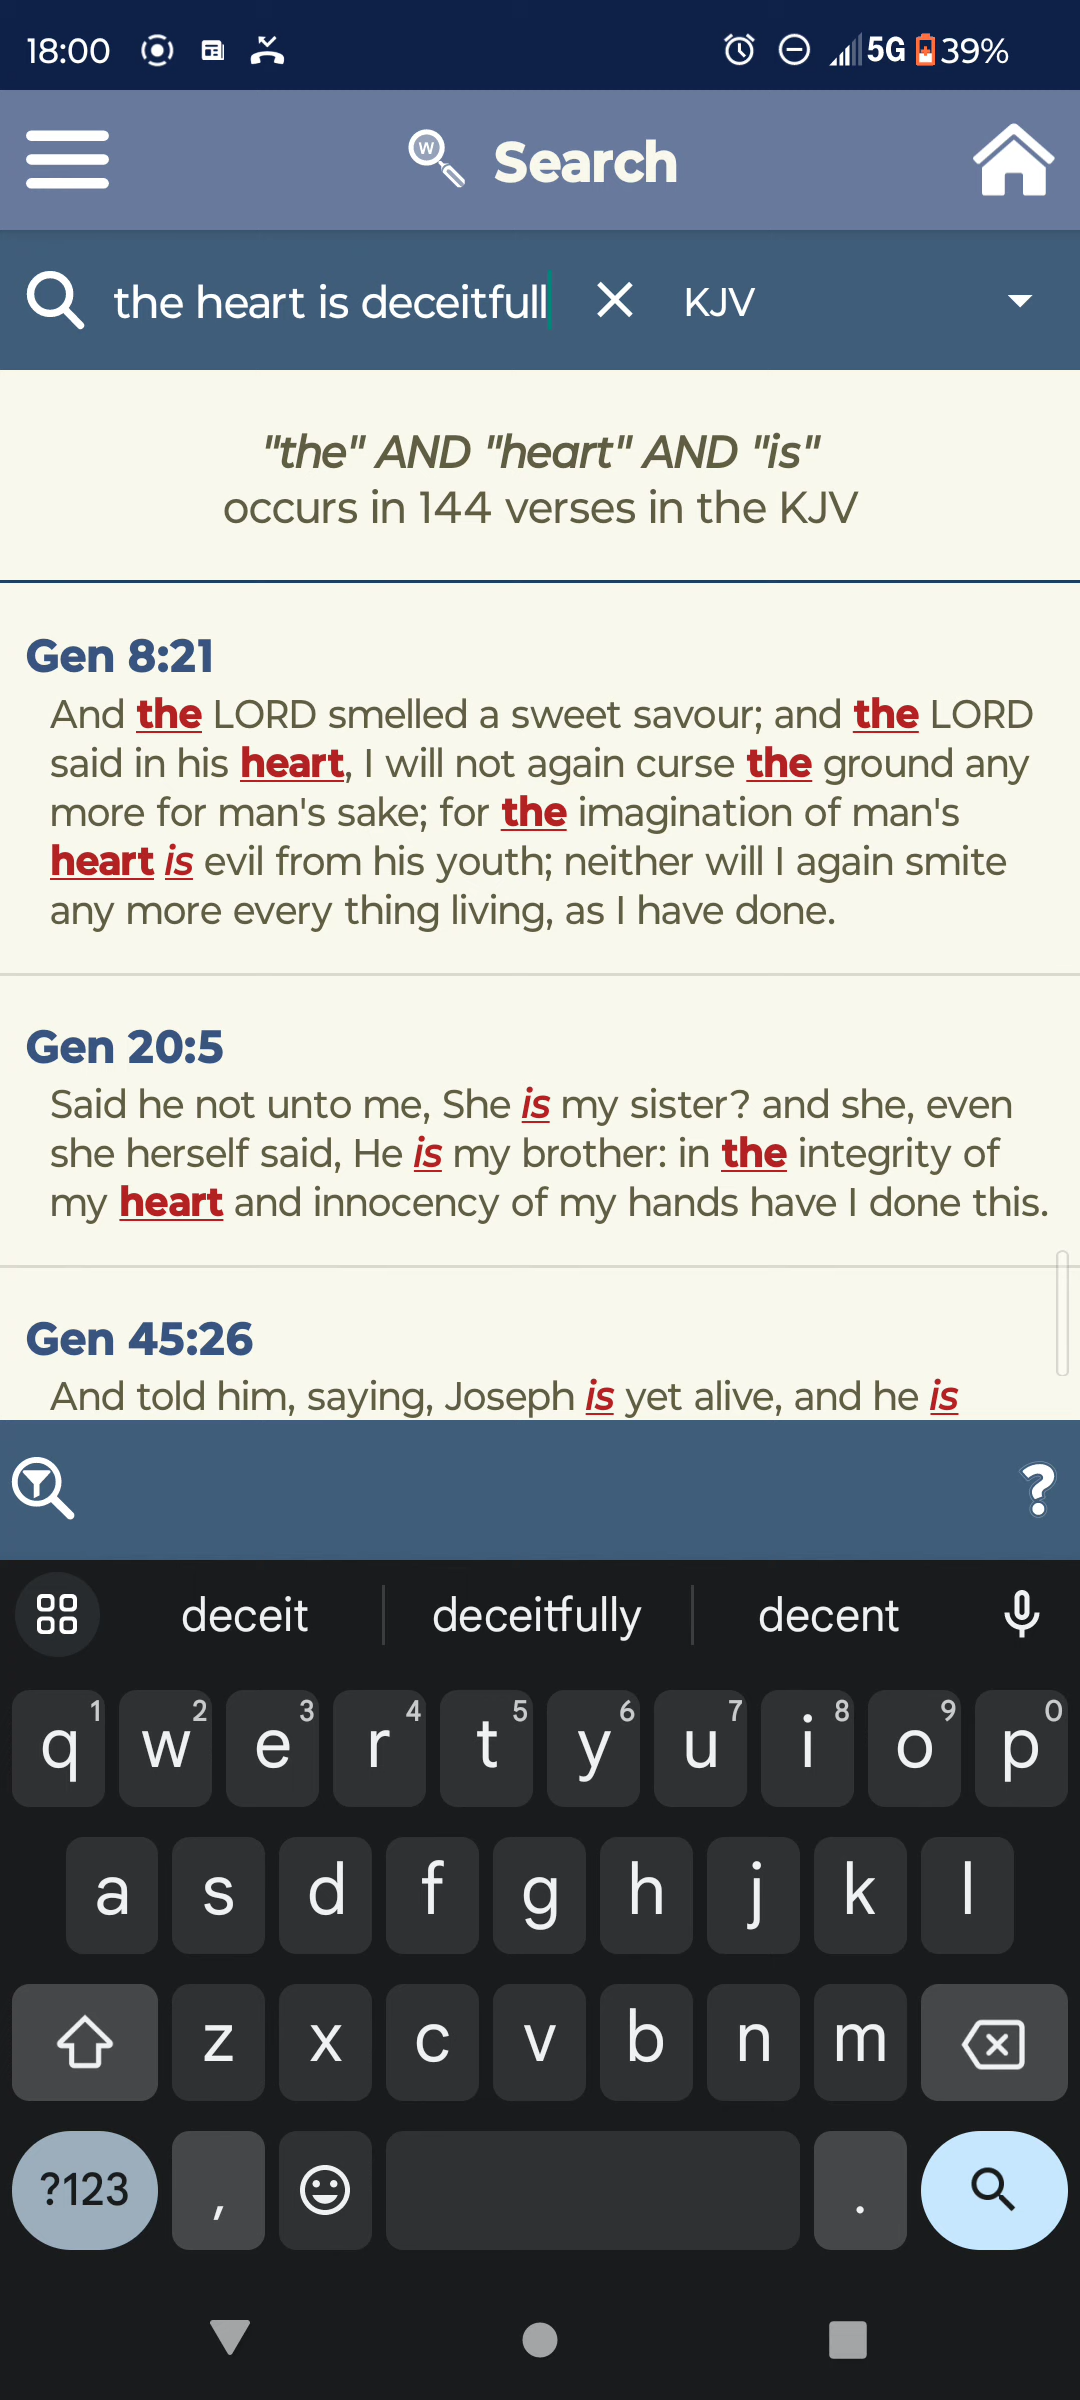 18:00 5G 39%
W Search
the heart is deceitfull KJV
"the" AND "heart" AND "is"
occurs in 144 verses in the KJV
Gen 8:21
And the LORD smelled a sweet savour; and the LORD
said in his heart, I will not again curse the ground any
more for man's sake; for the imagination of man's
heart is evil from his youth; neither will I again smite
any more every thing living, as I have done.
Gen 20:5
Said he not unto me, She is my sister? and she, even
she herself said, He is my brother: in the integrity of
my heart and innocency of my hands have I done this.
Gen 45:26
And told him, saying, Joseph is yet alive, and he is
?
deceit deceitfully decent
q1 w2 e3 r4 t5 y6 u7 i8 o9 p0
a s d f g h j k l
z x c v b n m
?123 , .